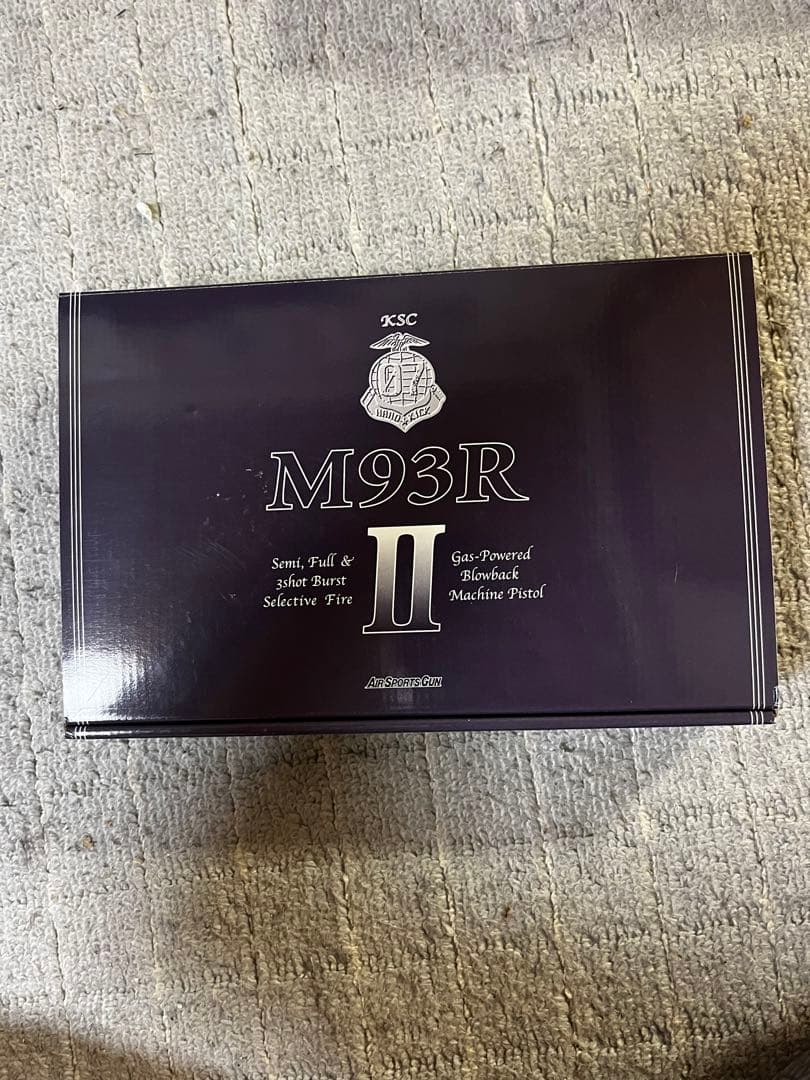 KSC
07
HARD KICK
M93R
II
Semi, Full &
3shot Burst
Selective Fire
Gas-Powered
Blowback
Machine Pistol
AIR SPORTS GUN